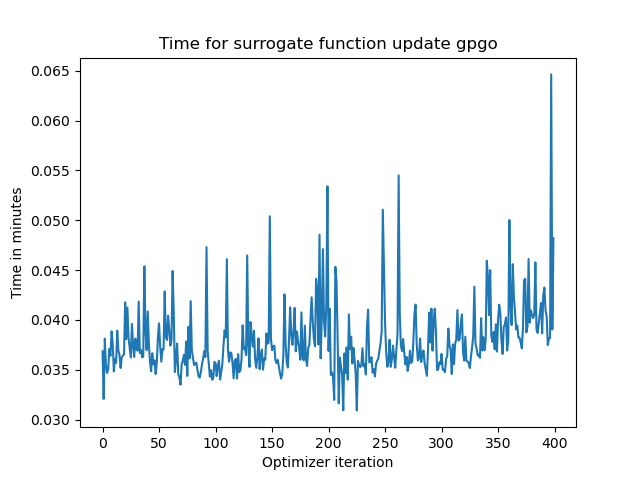 Time for surrogate function update gpgo
Time in minutes
0.065
0.060
0.055
0.050
0.045
0.040
0.035
0.030
0 50 100 150 200 250 300 350 400
Optimizer iteration